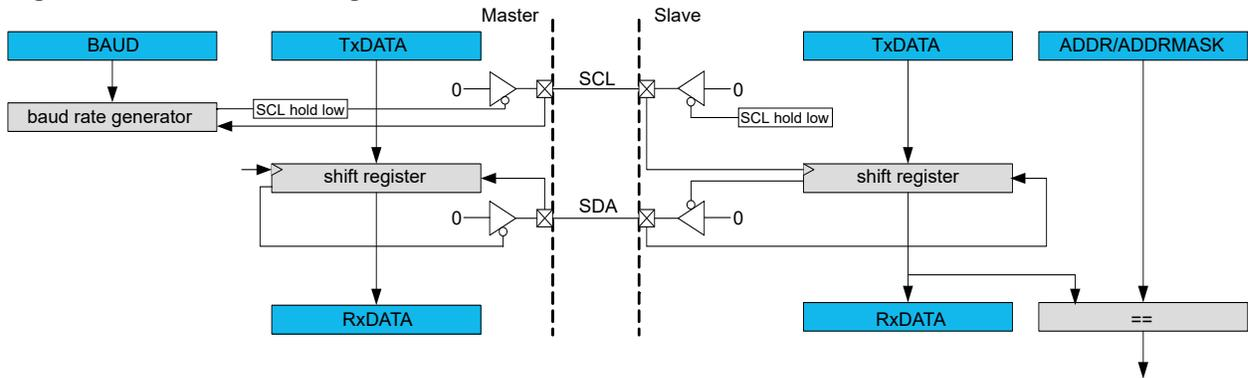 Master Slave
BAUD TxDATA TxDATA ADDR/ADDRMASK
0 SCL 0
baud rate generator SCL hold low SCL hold low
shift register shift register
0 SDA 0
RxDATA RxDATA ==